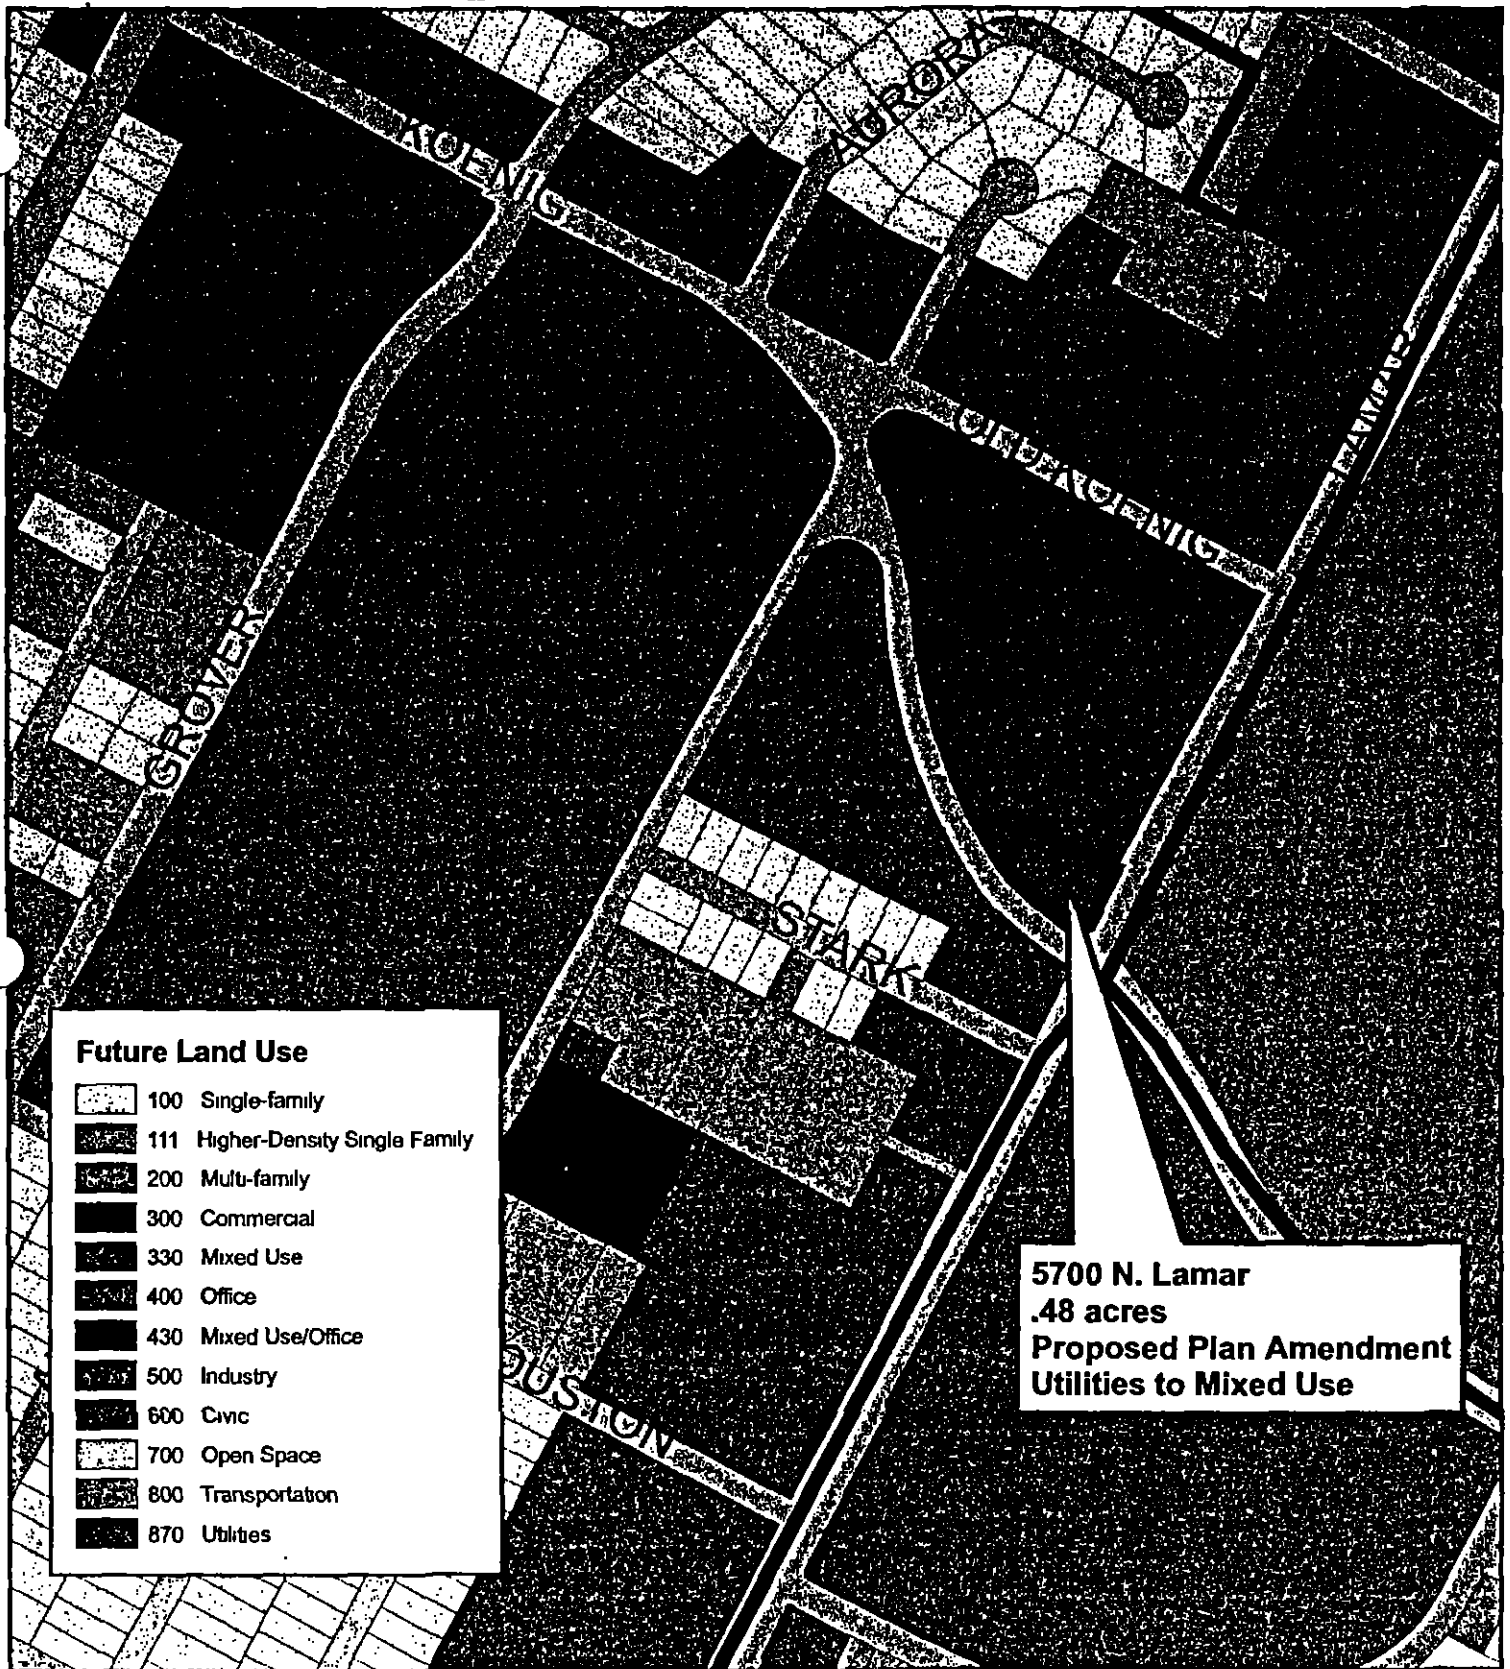 AURORA
KOENIG
OLD KOENIG
LAMAR
GROVER
STARK
Future Land Use
100 Single-family
111 Higher-Density Single Family
200 Multi-family
300 Commercial
330 Mixed Use
400 Office
430 Mixed Use/Office
500 Industry
600 Civic
700 Open Space
800 Transportation
870 Utilities
5700 N. Lamar
.48 acres
Proposed Plan Amendment
Utilities to Mixed Use
OUSTON